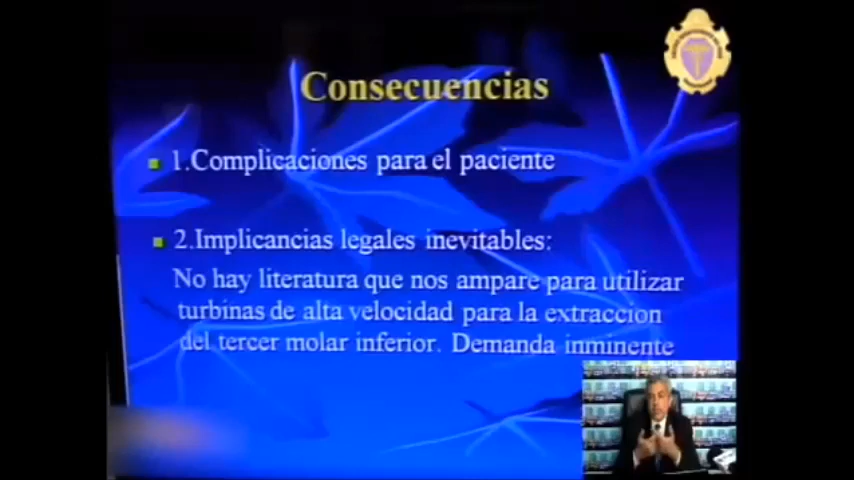 Consecuencias
1.Complicaciones para el paciente
2.Implicancias legales inevitables:
No hay literatura que nos ampare para utilizar
turbinas de alta velocidad para la extraccion
del tercer molar inferior. Demanda inminente